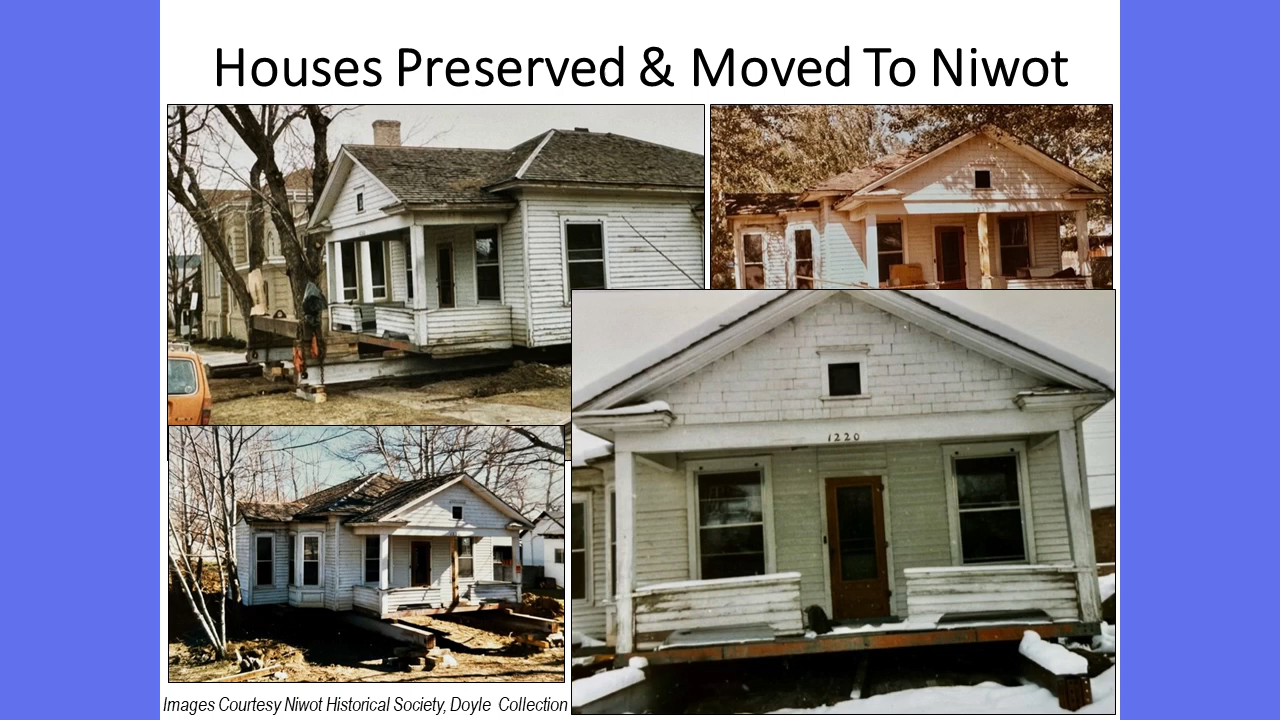 Houses Preserved & Moved To Niwot
1220
Images Courtesy Niwot Historical Society, Doyle Collection